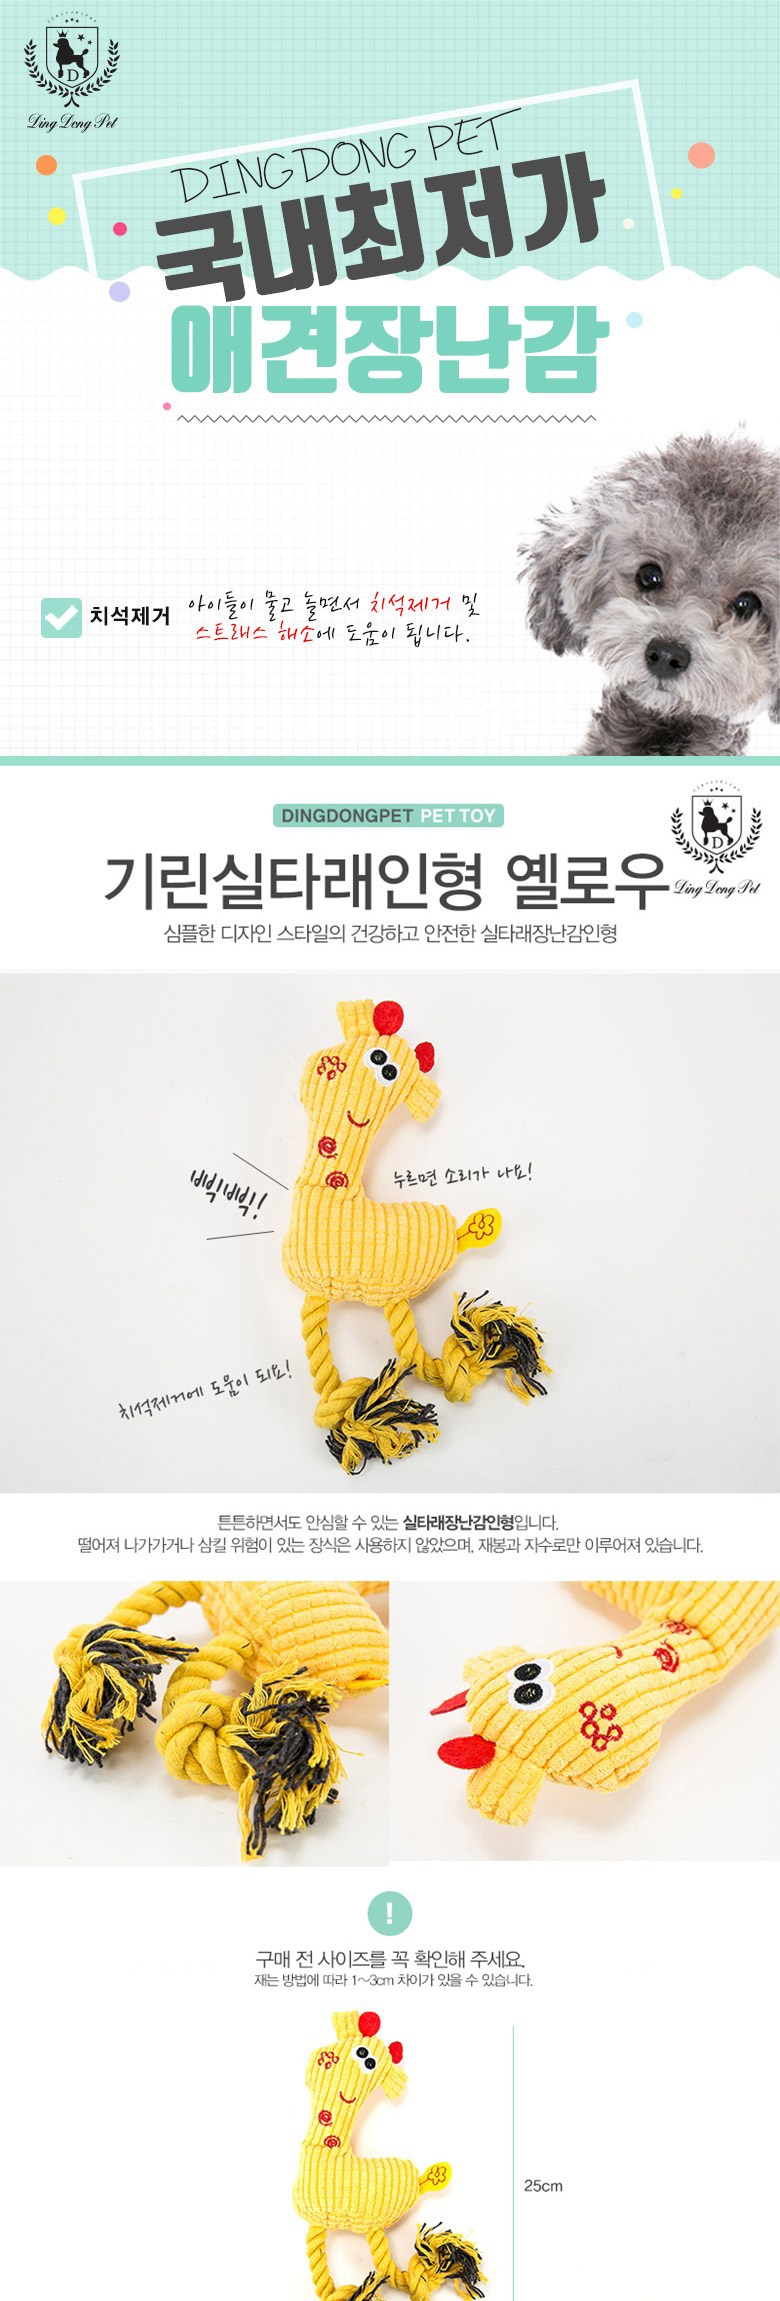 D
Ding Dong Pet
DINGDONG PET
국내최저가
애견장난감
치석제거
아이들이 물고 놀면서 치석제거 및
스트레스 해소에 도움이 됩니다.
DINGDONGPET PET TOY
D
Ding Dong Pet
기린실타래인형 옐로우
심플한 디자인 스타일의 건강하고 안전한 실타래장난감인형
삑삑!
누르면 소리가 나요!
치석제거에 도움이 되요!
튼튼하면서도 안심할 수 있는 실타래장난감인형입니다.
떨어져 나가가거나 삼킬 위험이 있는 장식은 사용하지 않았으며, 재봉과 자수로만 이루어져 있습니다.
!
구매 전 사이즈를 꼭 확인해 주세요.
재는 방법에 따라 1~3cm 차이가 있을 수 있습니다.
25cm